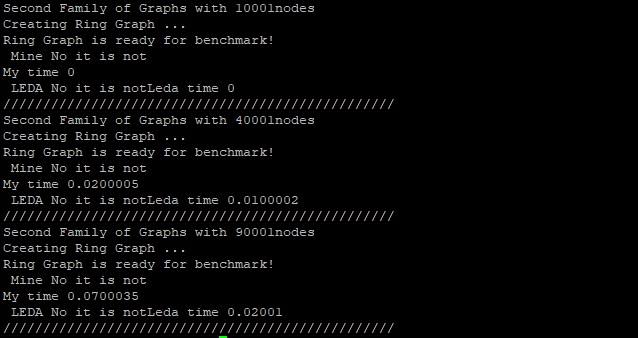 Second Family of Graphs with 10001nodes
Creating Ring Graph ...
Ring Graph is ready for benchmark!
Mine No it is not
My time 0
LEDA No it is notLeda time 0
/////////////////////////////////////////////////
Second Family of Graphs with 40001nodes
Creating Ring Graph ...
Ring Graph is ready for benchmark!
Mine No it is not
My time 0.0200005
LEDA No it is notLeda time 0.0100002
/////////////////////////////////////////////////
Second Family of Graphs with 90001nodes
Creating Ring Graph ...
Ring Graph is ready for benchmark!
Mine No it is not
My time 0.0700035
LEDA No it is notLeda time 0.02001
/////////////////////////////////////////////////